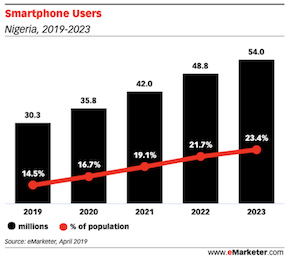 Smartphone Users
Nigeria, 2019-2023
30.3
35.8
42.0
48.8
54.0
14.5%
16.7%
19.1%
21.7%
23.4%
2019
2020
2021
2022
2023
millions
% of population
Source: eMarketer, April 2019
www.eMarketer.com